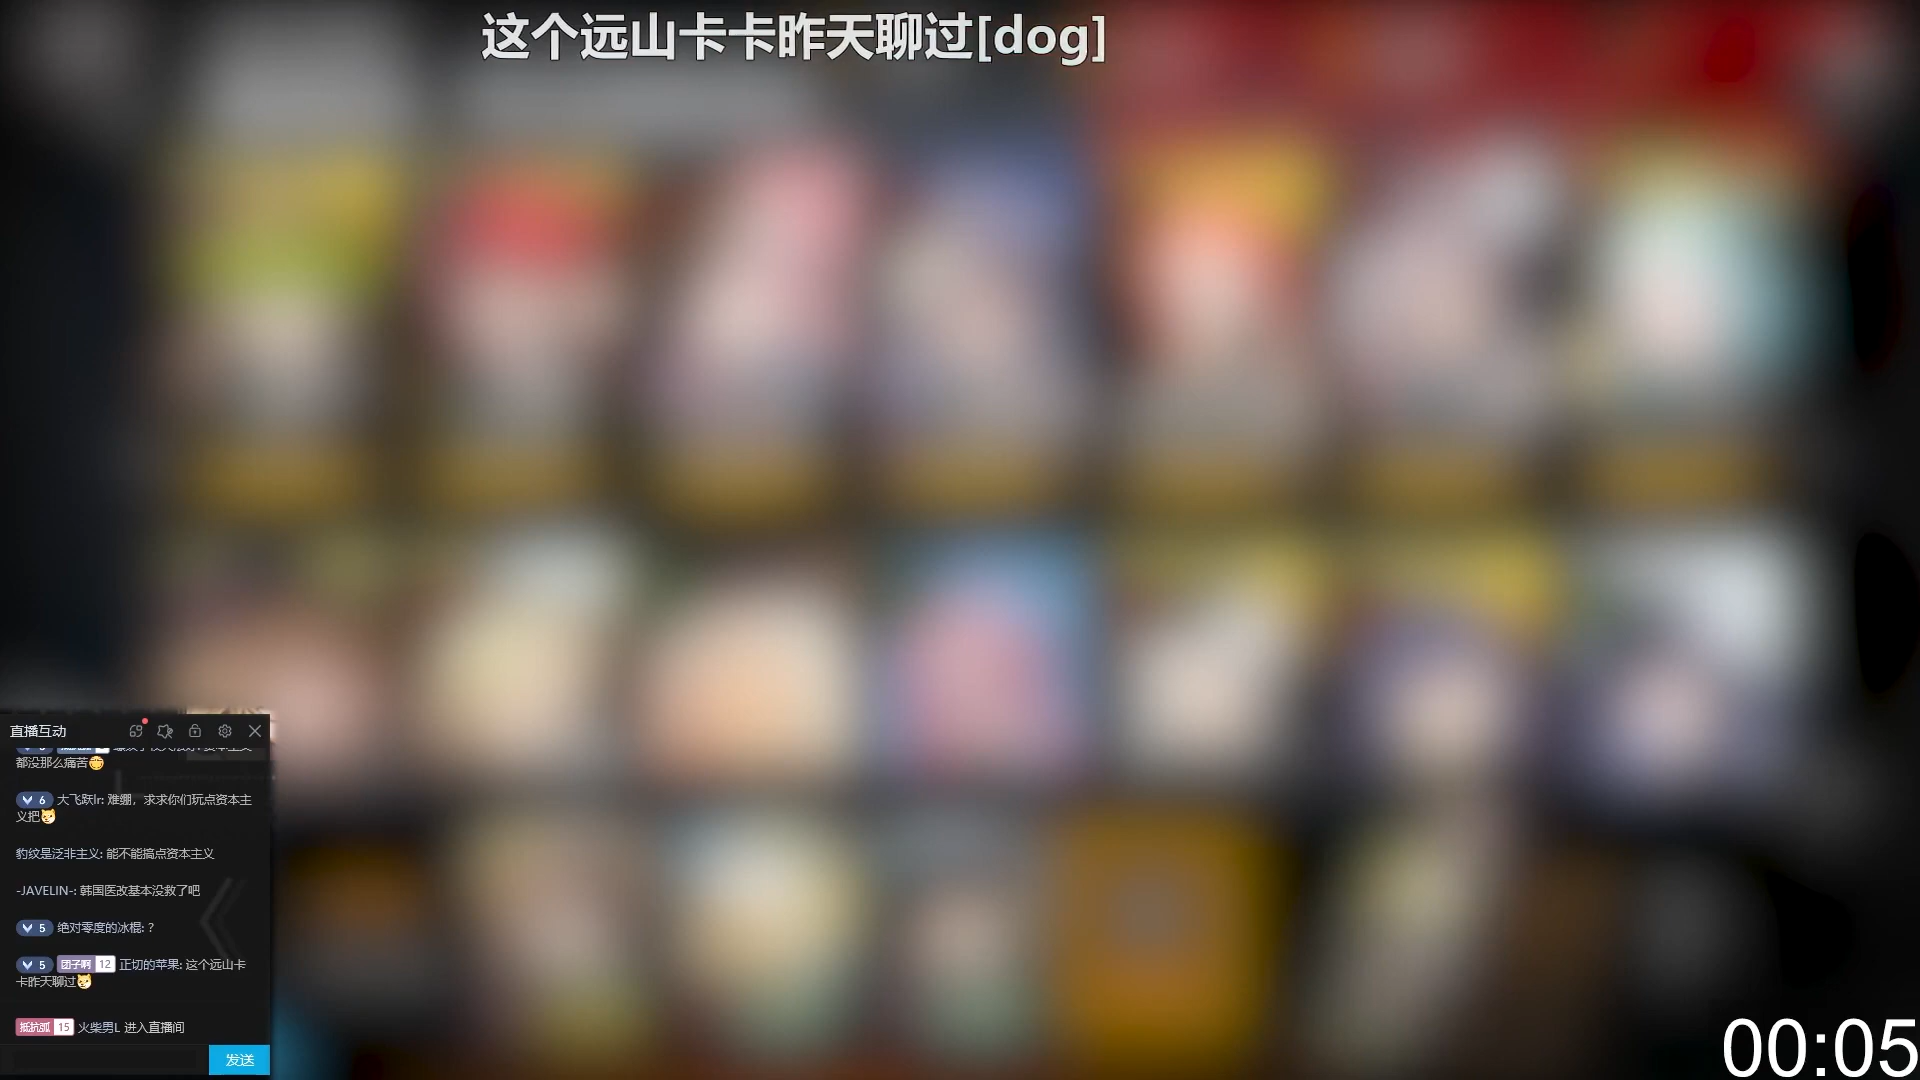 这个远山卡卡昨天聊过[dog]
直播互动
都没那么痛苦
6 大飞跃lr: 难绷，求求你们玩点资本主
义把
豹纹是泛非主义: 能不能搞点资本主义
-JAVELIN-: 韩国医改基本没救了吧
5 绝对零度的冰棍: ?
5 团子啊 12 正切的苹果: 这个远山卡
卡昨天聊过
抵抗狐 15 火柴男L 进入直播间
发送
00:05